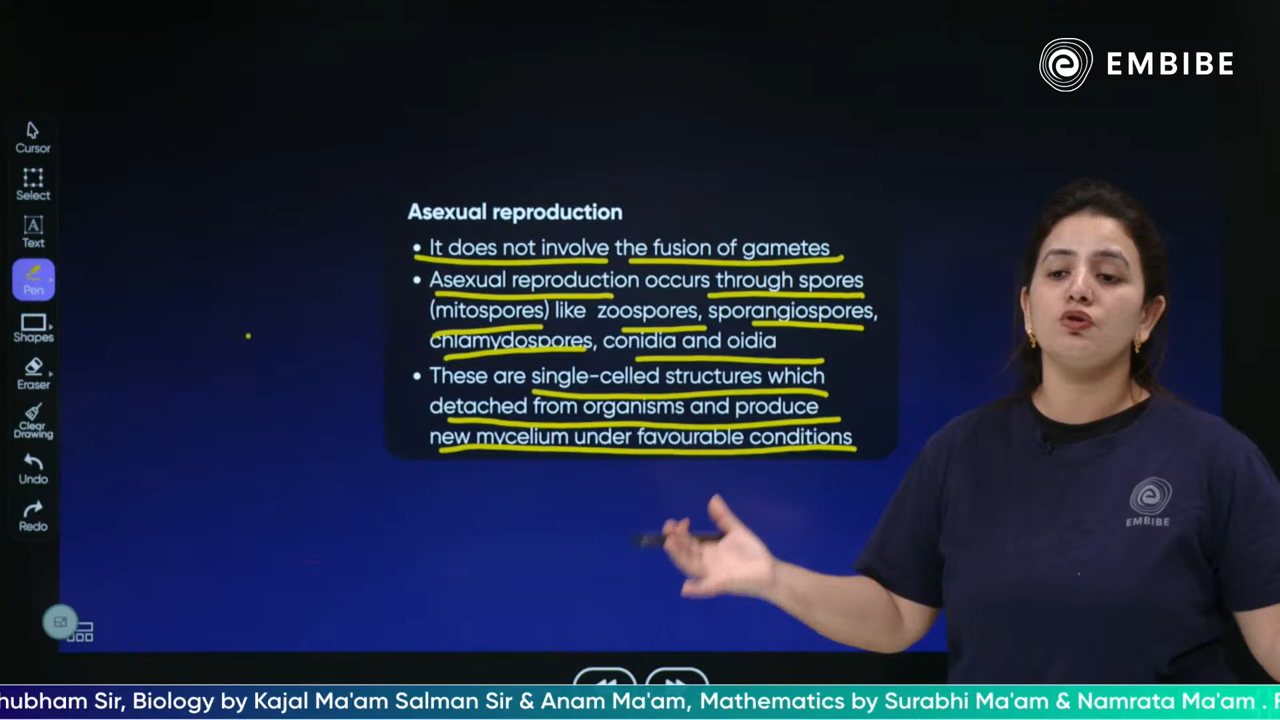 EMBIBE
Cursor
Select
Text
Pen
Shapes
Eraser
Clear
Drawing
Undo
Redo
Asexual reproduction
• It does not involve the fusion of gametes
• Asexual reproduction occurs through spores
(mitospores) like zoospores, sporangiospores,
chlamydospores, conidia and oidia
• These are single-celled structures which
detached from organisms and produce
new mycelium under favourable conditions
EMBIBE
Sir, Biology by Kajal Ma'am Salman Sir & Anam Ma'am, Mathematics by Surabhi Ma'am & Namrata Ma'am .